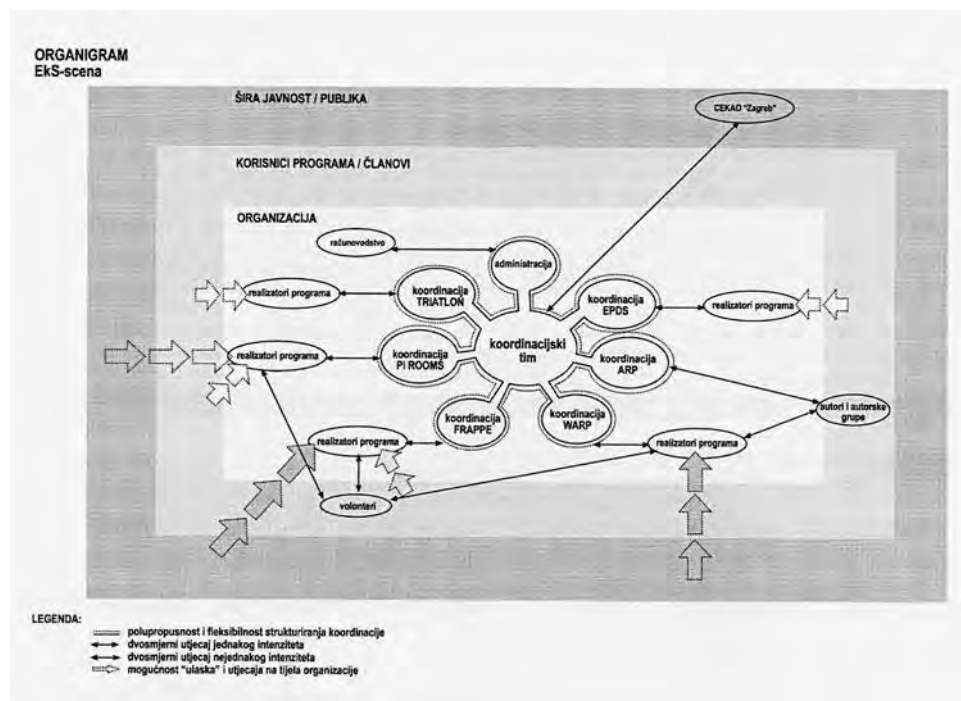 ORGANIGRAM
EkS-scena
ŠIRA JAVNOST / PUBLIKA
CEKAO "Zagreb"
KORISNICI PROGRAMA / ČLANOVI
ORGANIZACIJA
računovodstvo
administracija
realizatori programa
koordinacija
TRIATLON
koordinacija
EPDS
realizatori programa
realizatori programa
koordinacija
PI ROOMS
koordinacijski
tim
koordinacija
ARP
koordinacija
FRAPPE
koordinacija
WARP
autori i autorske
grupe
realizatori programa
realizatori programa
volonteri
LEGENDA:
polupropusnost i fleksibilnost strukturiranja koordinacije
dvosmjerni utjecaj jednakog intenziteta
dvosmjerni utjecaj nejednakog intenziteta
mogućnost "ulaska" i utjecaja na tijela organizacije